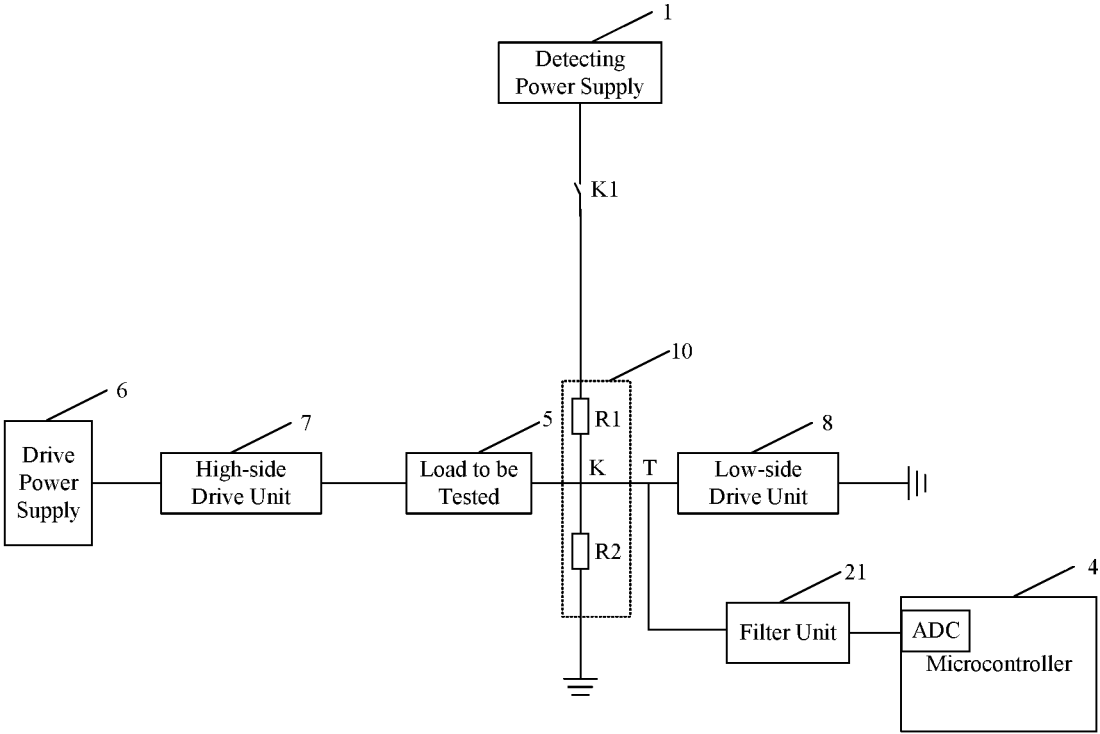 1
Detecting
Power Supply
K1
10
6
7
5
R1
8
Drive
Power
Supply
High-side
Drive Unit
Load to be
Tested
K
T
Low-side
Drive Unit
R2
21
4
Filter Unit
ADC
Microcontroller